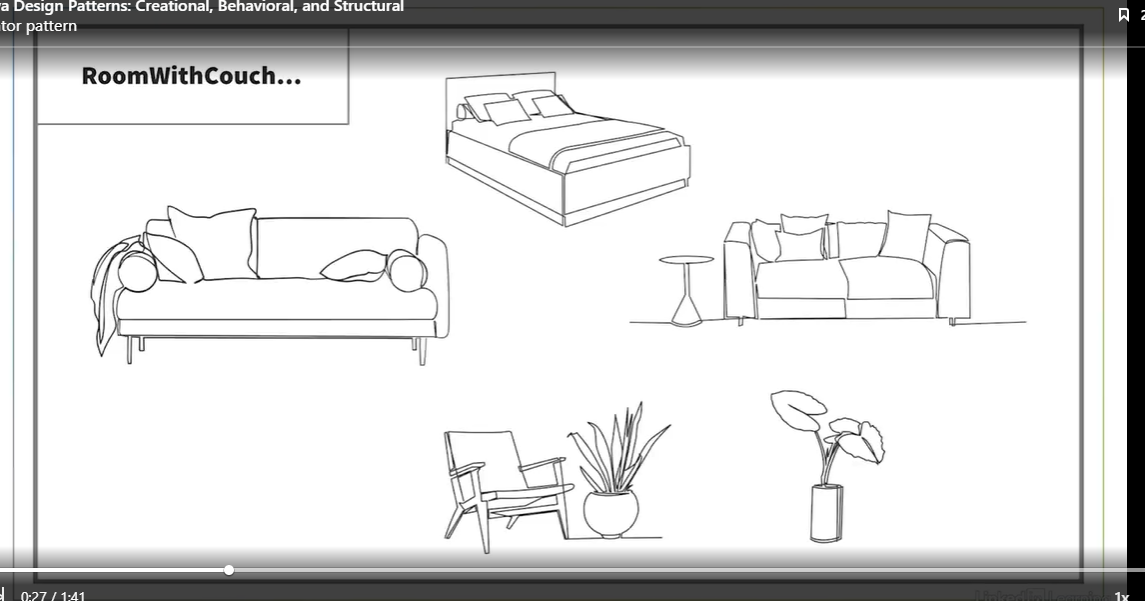 a Design Patterns: Creational, Behavioral, and Structural
tor pattern
RoomWithCouch...
0:27 / 1:41
1x